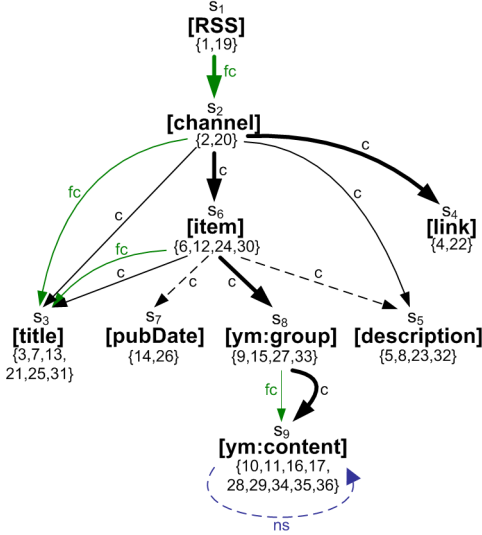 s1
[RSS]
{1,19}
fc
s2
[channel]
{2,20}
c
fc
c
c
c
s6
[item]
{6,12,24,30}
s4
[link]
{4,22}
fc
c
c
c
s3
[title]
{3,7,13,
21,25,31}
s7
[pubDate]
{14,26}
s8
[ym:group]
{9,15,27,33}
s5
[description]
{5,8,23,32}
fc
c
s9
[ym:content]
{10,11,16,17,
28,29,34,35,36}
ns